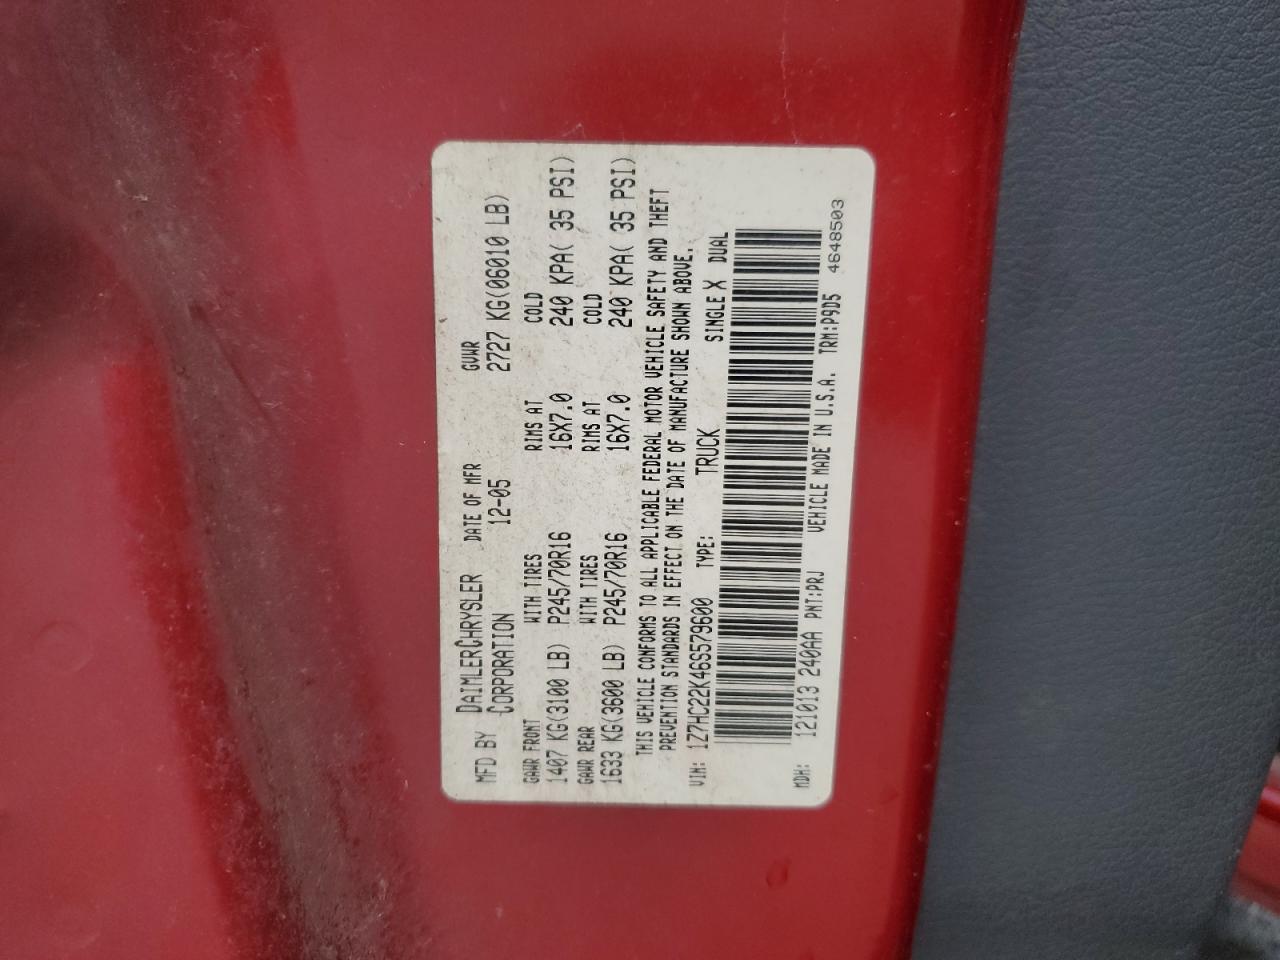 MFD BY DAIMLERCHRYSLER CORPORATION DATE OF MFR 12-05 GVWR 2727 KG(06010 LB)
GAWR FRONT WITH TIRES RIMS AT COLD
1407 KG(3100 LB) P245/70R16 16X7.0 240 KPA( 35 PSI)
GAWR REAR WITH TIRES RIMS AT COLD
1633 KG(3600 LB) P245/70R16 16X7.0 240 KPA( 35 PSI)
THIS VEHICLE CONFORMS TO ALL APPLICABLE FEDERAL MOTOR VEHICLE SAFETY AND THEFT
PREVENTION STANDARDS IN EFFECT ON THE DATE OF MANUFACTURE SHOWN ABOVE.
VIN: 1Z7HC22K46S579600 TYPE: TRUCK SINGLE X DUAL
MDH: 121013 240AA PNT:PRJ VEHICLE MADE IN U.S.A. TRM:P9D5 4648503